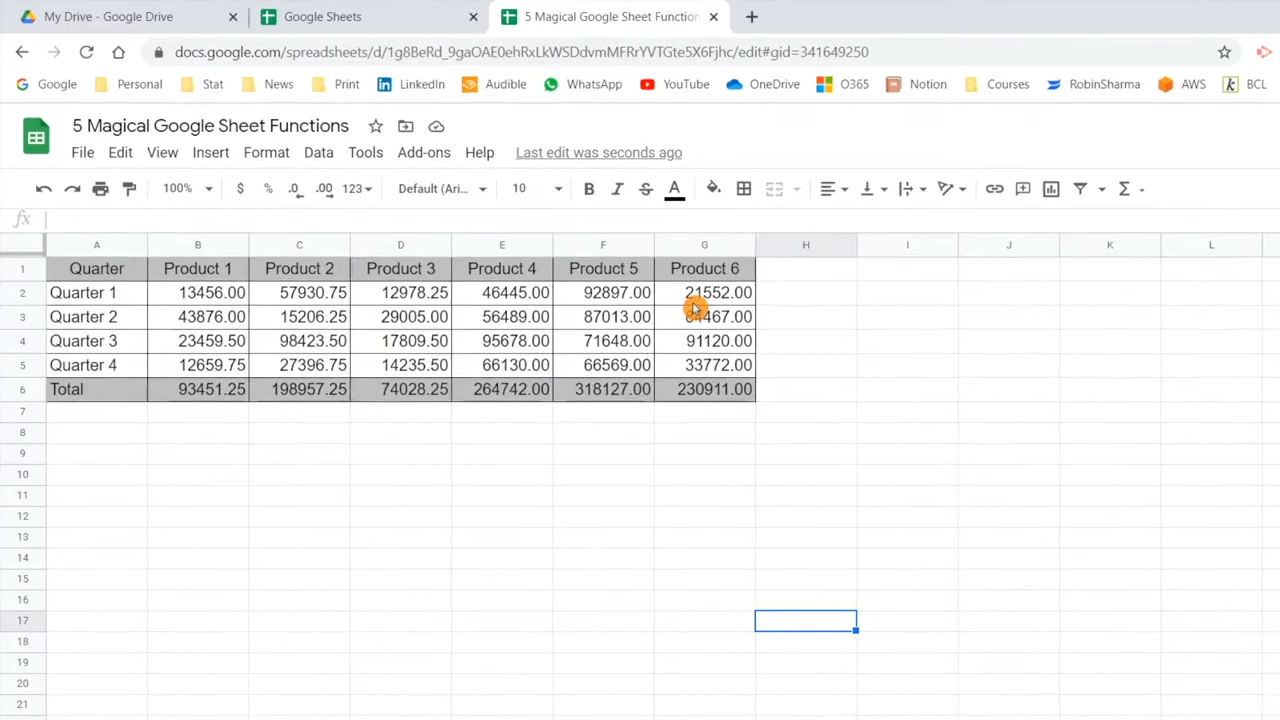 My Drive - Google Drive
Google Sheets
5 Magical Google Sheet Function
docs.google.com/spreadsheets/d/1g8BeRd_9gaOAE0ehRxLkWSDdvmMFRrYVTGte5X6Fjhc/edit#gid=341649250
Google Personal Stat News Print LinkedIn Audible WhatsApp YouTube OneDrive O365 Notion Courses RobinSharma AWS BCL
5 Magical Google Sheet Functions
File Edit View Insert Format Data Tools Add-ons Help Last edit was seconds ago
100% $ % .0 .00 123 Default (Ari... 10 B I S A Σ
fx
A B C D E F G H I J K L
1 Quarter Product 1 Product 2 Product 3 Product 4 Product 5 Product 6
2 Quarter 1 13456.00 57930.75 12978.25 46445.00 92897.00 21552.00
3 Quarter 2 43876.00 15206.25 29005.00 56489.00 87013.00
4 Quarter 3 23459.50 98423.50 17809.50 95678.00 71648.00 91120.00
5 Quarter 4 12659.75 27396.75 14235.50 66130.00 66569.00 33772.00
6 Total 93451.25 198957.25 74028.25 264742.00 318127.00 230911.00
7
8
9
10
11
12
13
14
15
16
17
18
19
20
21